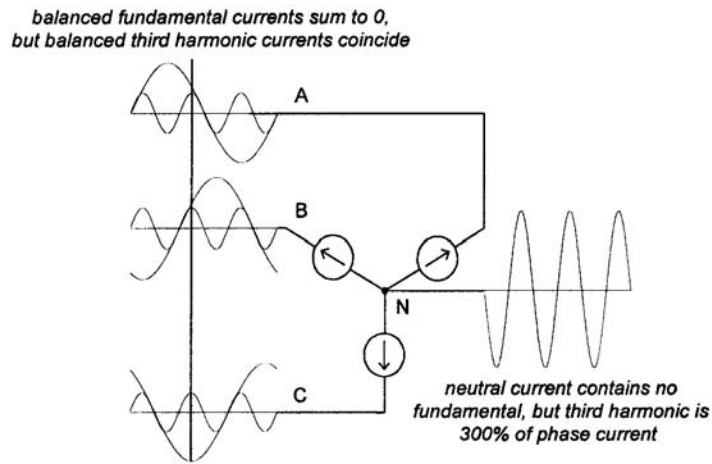 balanced fundamental currents sum to 0,
but balanced third harmonic currents coincide
A
B
N
C
neutral current contains no
fundamental, but third harmonic is
300% of phase current